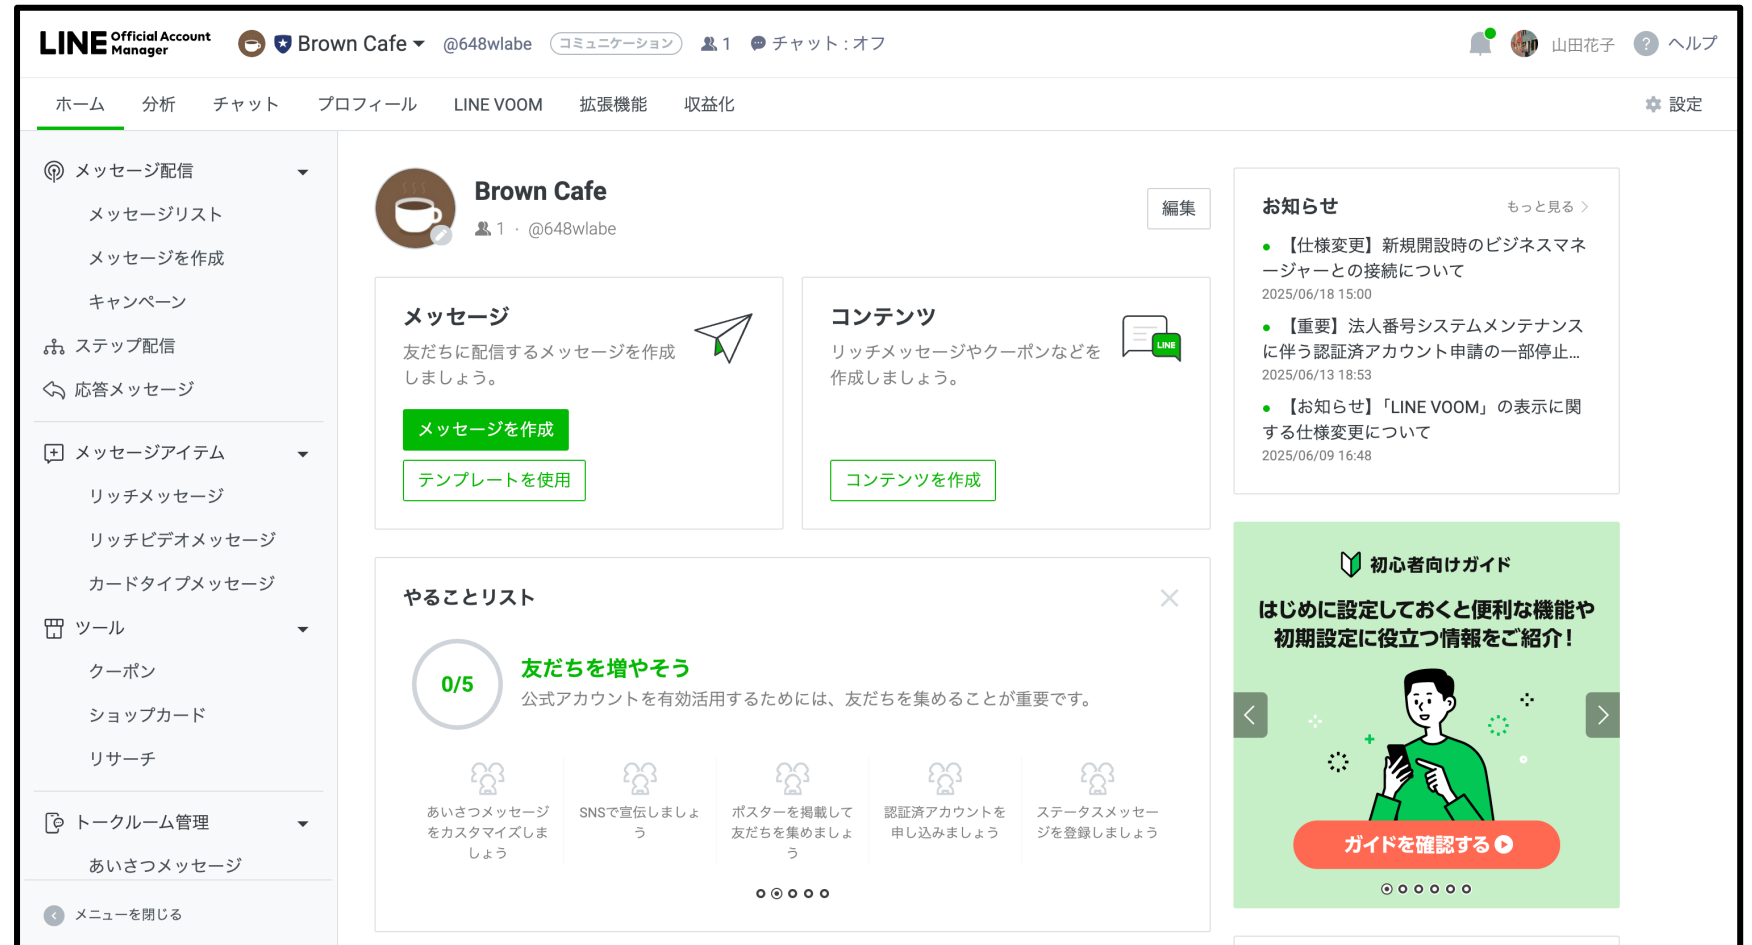 LINE Official Account Manager
Brown Cafe
@648wlabe
コミュニケーション
1
チャット : オフ
山田花子
? ヘルプ
ホーム
分析
チャット
プロフィール
LINE VOOM
拡張機能
収益化
設定
メッセージ配信
メッセージリスト
メッセージを作成
キャンペーン
ステップ配信
応答メッセージ
メッセージアイテム
リッチメッセージ
リッチビデオメッセージ
カードタイプメッセージ
ツール
クーポン
ショップカード
リサーチ
トークルーム管理
あいさつメッセージ
メニューを閉じる
Brown Cafe
1 · @648wlabe
編集
メッセージ
友だちに配信するメッセージを作成
しましょう。
メッセージを作成
テンプレートを使用
コンテンツ
リッチメッセージやクーポンなどを
作成しましょう。
LINE
コンテンツを作成
やることリスト
0/5
友だちを増やそう
公式アカウントを有効活用するためには、友だちを集めることが重要です。
あいさつメッセージ
をカスタマイズしま
しょう
SNSで宣伝しましょ
う
ポスターを掲載して
友だちを集めましょ
う
認証済アカウントを
申し込みましょう
ステータスメッセー
ジを登録しましょう
お知らせ
もっと見る
【仕様変更】新規開設時のビジネスマネ
ージャーとの接続について
2025/06/18 15:00
【重要】法人番号システムメンテナンス
に伴う認証済アカウント申請の一部停止...
2025/06/13 18:53
【お知らせ】「LINE VOOM」の表示に関
する仕様変更について
2025/06/09 16:48
初心者向けガイド
はじめに設定しておくと便利な機能や
初期設定に役立つ情報をご紹介!
ガイドを確認する